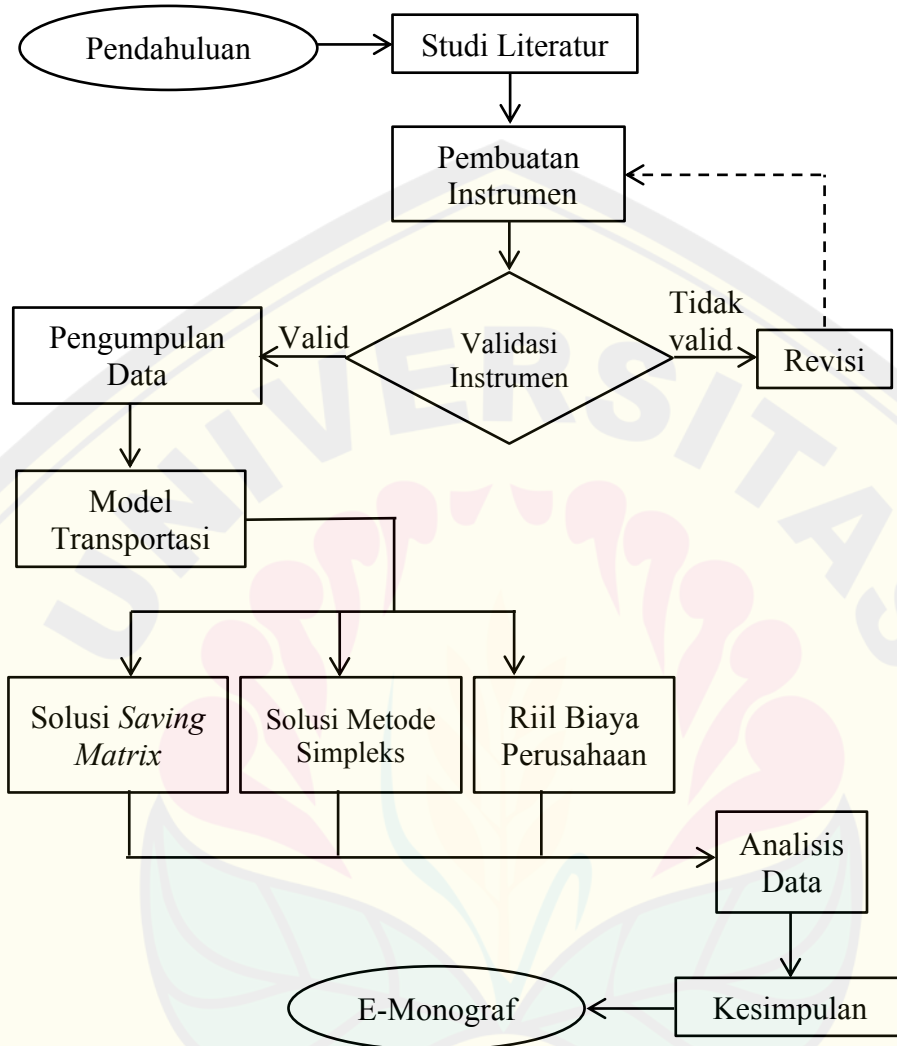 Pendahuluan
Studi Literatur
Pembuatan
Instrumen
Validasi
Instrumen
Valid
Tidak
valid
Revisi
Pengumpulan
Data
Model
Transportasi
Solusi Saving
Matrix
Solusi Metode
Simpleks
Riil Biaya
Perusahaan
Analisis
Data
Kesimpulan
E-Monograf
UNIVERSITAS